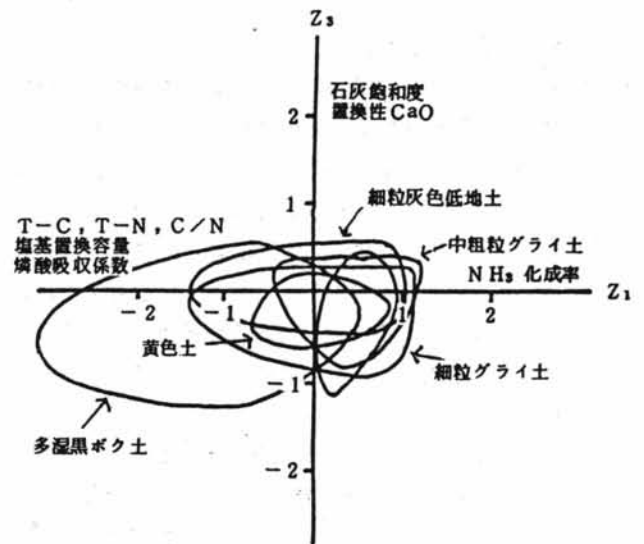 Z₃
石灰飽和度
置換性CaO
2
1
細粒灰色低地土
T－C，T－N，C／N
塩基置換容量
燐酸吸収係数
中粗粒グライ土
NH₃ 化成率
－2
－1
1
2
Z₁
黄色土
細粒グライ土
－1
多湿黒ボク土
－2